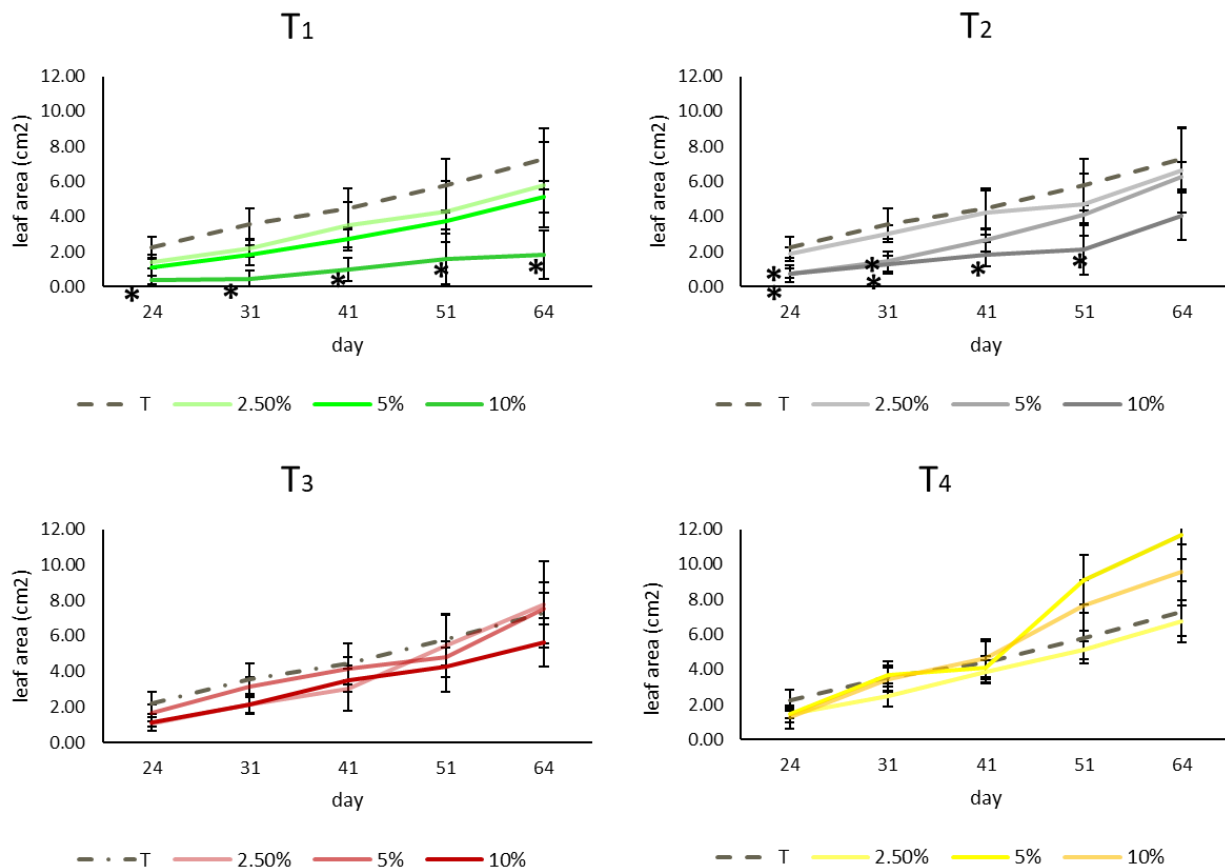 T1
12.00
10.00
8.00
6.00
4.00
2.00
0.00
leaf area (cm2)
* * * * *
24 31 41 51 64
day
T 2.50% 5% 10%
T2
12.00
10.00
8.00
6.00
4.00
2.00
0.00
leaf area (cm2)
* * * *
* *
24 31 41 51 64
day
T 2.50% 5% 10%
T3
12.00
10.00
8.00
6.00
4.00
2.00
0.00
leaf area (cm2)
24 31 41 51 64
day
T 2.50% 5% 10%
T4
12.00
10.00
8.00
6.00
4.00
2.00
0.00
leaf area (cm2)
24 31 41 51 64
day
T 2.50% 5% 10%